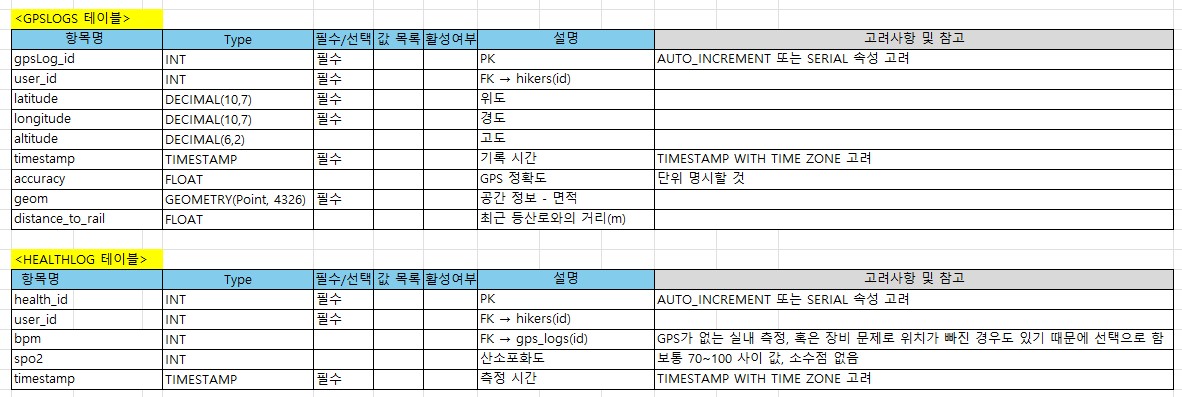 <GPSLOGS 테이블>
항목명 Type 필수/선택 값 목록 활성여부 설명 고려사항 및 참고
gpsLog_id INT 필수 PK AUTO_INCREMENT 또는 SERIAL 속성 고려
user_id INT 필수 FK → hikers(id)
latitude DECIMAL(10,7) 필수 위도
longitude DECIMAL(10,7) 필수 경도
altitude DECIMAL(6,2) 고도
timestamp TIMESTAMP 필수 기록 시간 TIMESTAMP WITH TIME ZONE 고려
accuracy FLOAT GPS 정확도 단위 명시할 것
geom GEOMETRY(Point, 4326) 필수 공간 정보 - 면적
distance_to_rail FLOAT 최근 등산로와의 거리(m)
<HEALTHLOG 테이블>
항목명 Type 필수/선택 값 목록 활성여부 설명 고려사항 및 참고
health_id INT 필수 PK AUTO_INCREMENT 또는 SERIAL 속성 고려
user_id INT 필수 FK → hikers(id)
bpm INT FK → gps_logs(id) GPS가 없는 실내 측정, 혹은 장비 문제로 위치가 빠진 경우도 있기 때문에 선택으로 함
spo2 INT 산소포화도 보통 70~100 사이 값, 소수점 없음
timestamp TIMESTAMP 필수 측정 시간 TIMESTAMP WITH TIME ZONE 고려